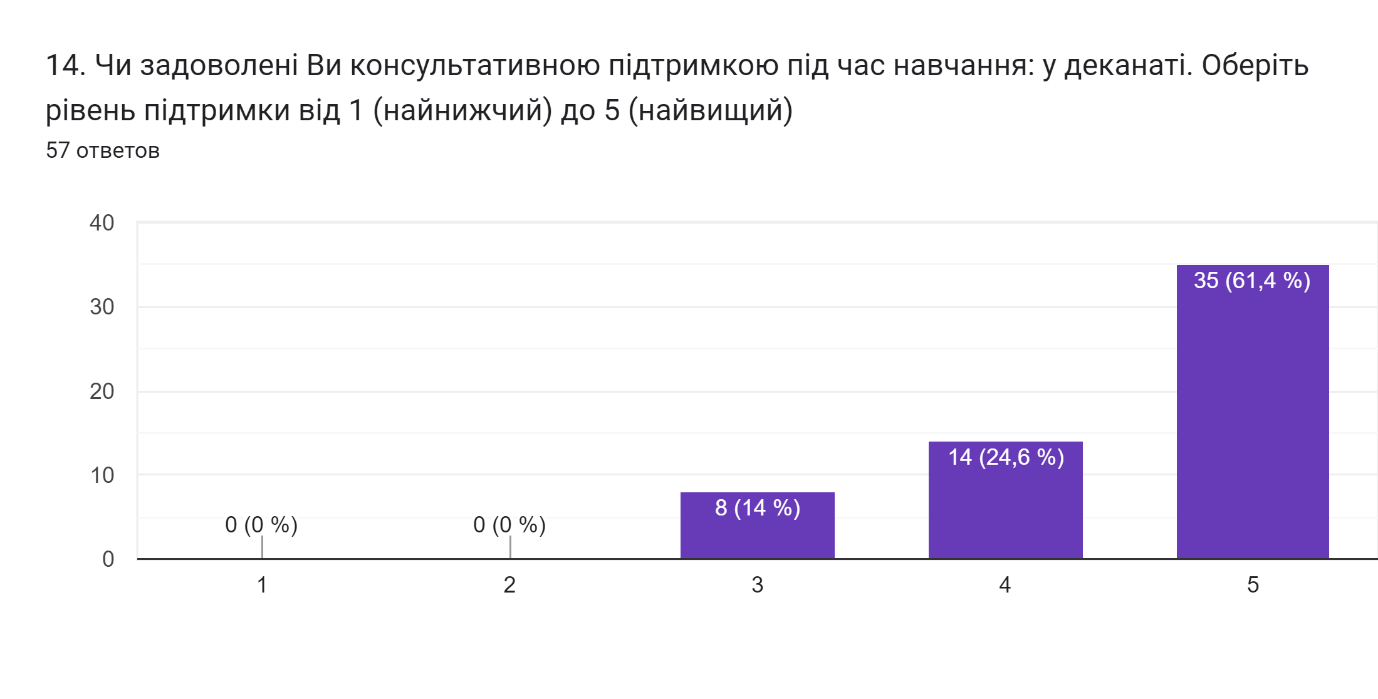 14. Чи задоволені Ви консультативною підтримкою під час навчання: у деканаті. Оберіть
рівень підтримки від 1 (найнижчий) до 5 (найвищий)
57 ответов
40
30
20
10
0
0 (0 %)
0 (0 %)
8 (14 %)
14 (24,6 %)
35 (61,4 %)
1
2
3
4
5